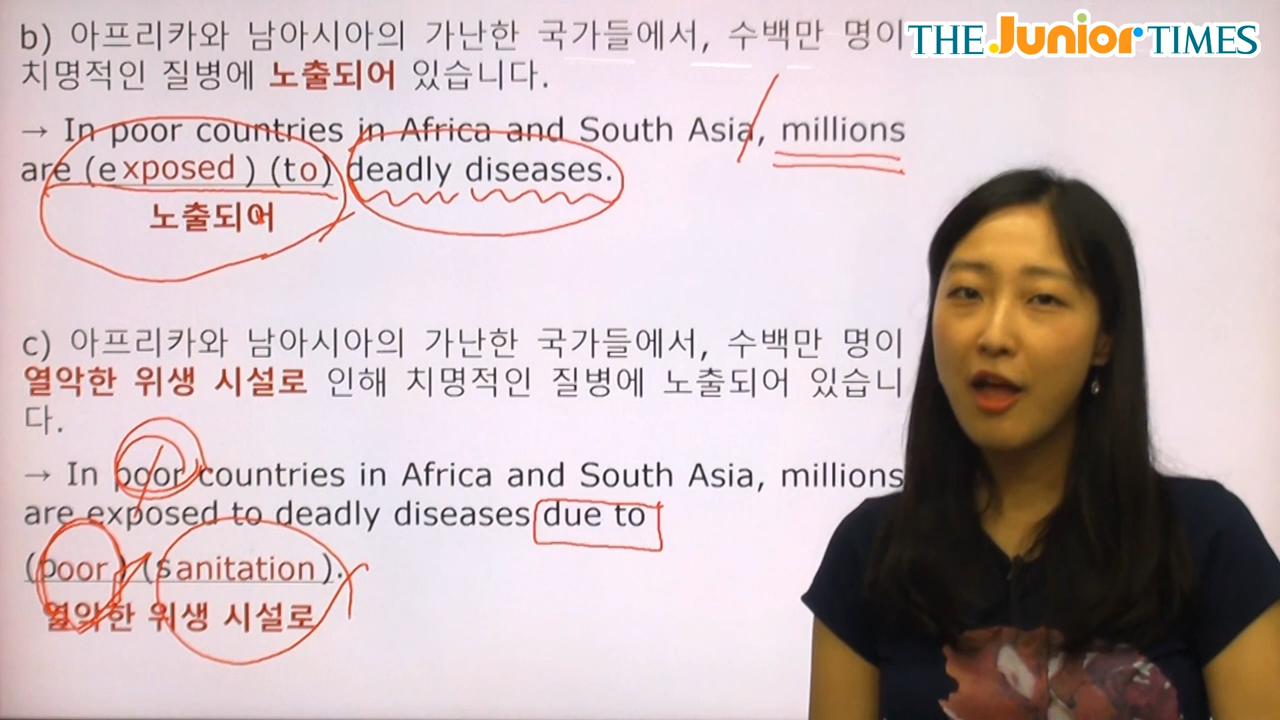 THE Junior TIMES
b) 아프리카와 남아시아의 가난한 국가들에서, 수백만 명이
치명적인 질병에 노출되어 있습니다.
→ In poor countries in Africa and South Asia, millions
are (exposed ) (to) deadly diseases.
노출되어
c) 아프리카와 남아시아의 가난한 국가들에서, 수백만 명이
열악한 위생 시설로 인해 치명적인 질병에 노출되어 있습니
다.
→ In poor countries in Africa and South Asia, millions
are exposed to deadly diseases due to
(poor ) (sanitation ).
열악한 위생 시설로